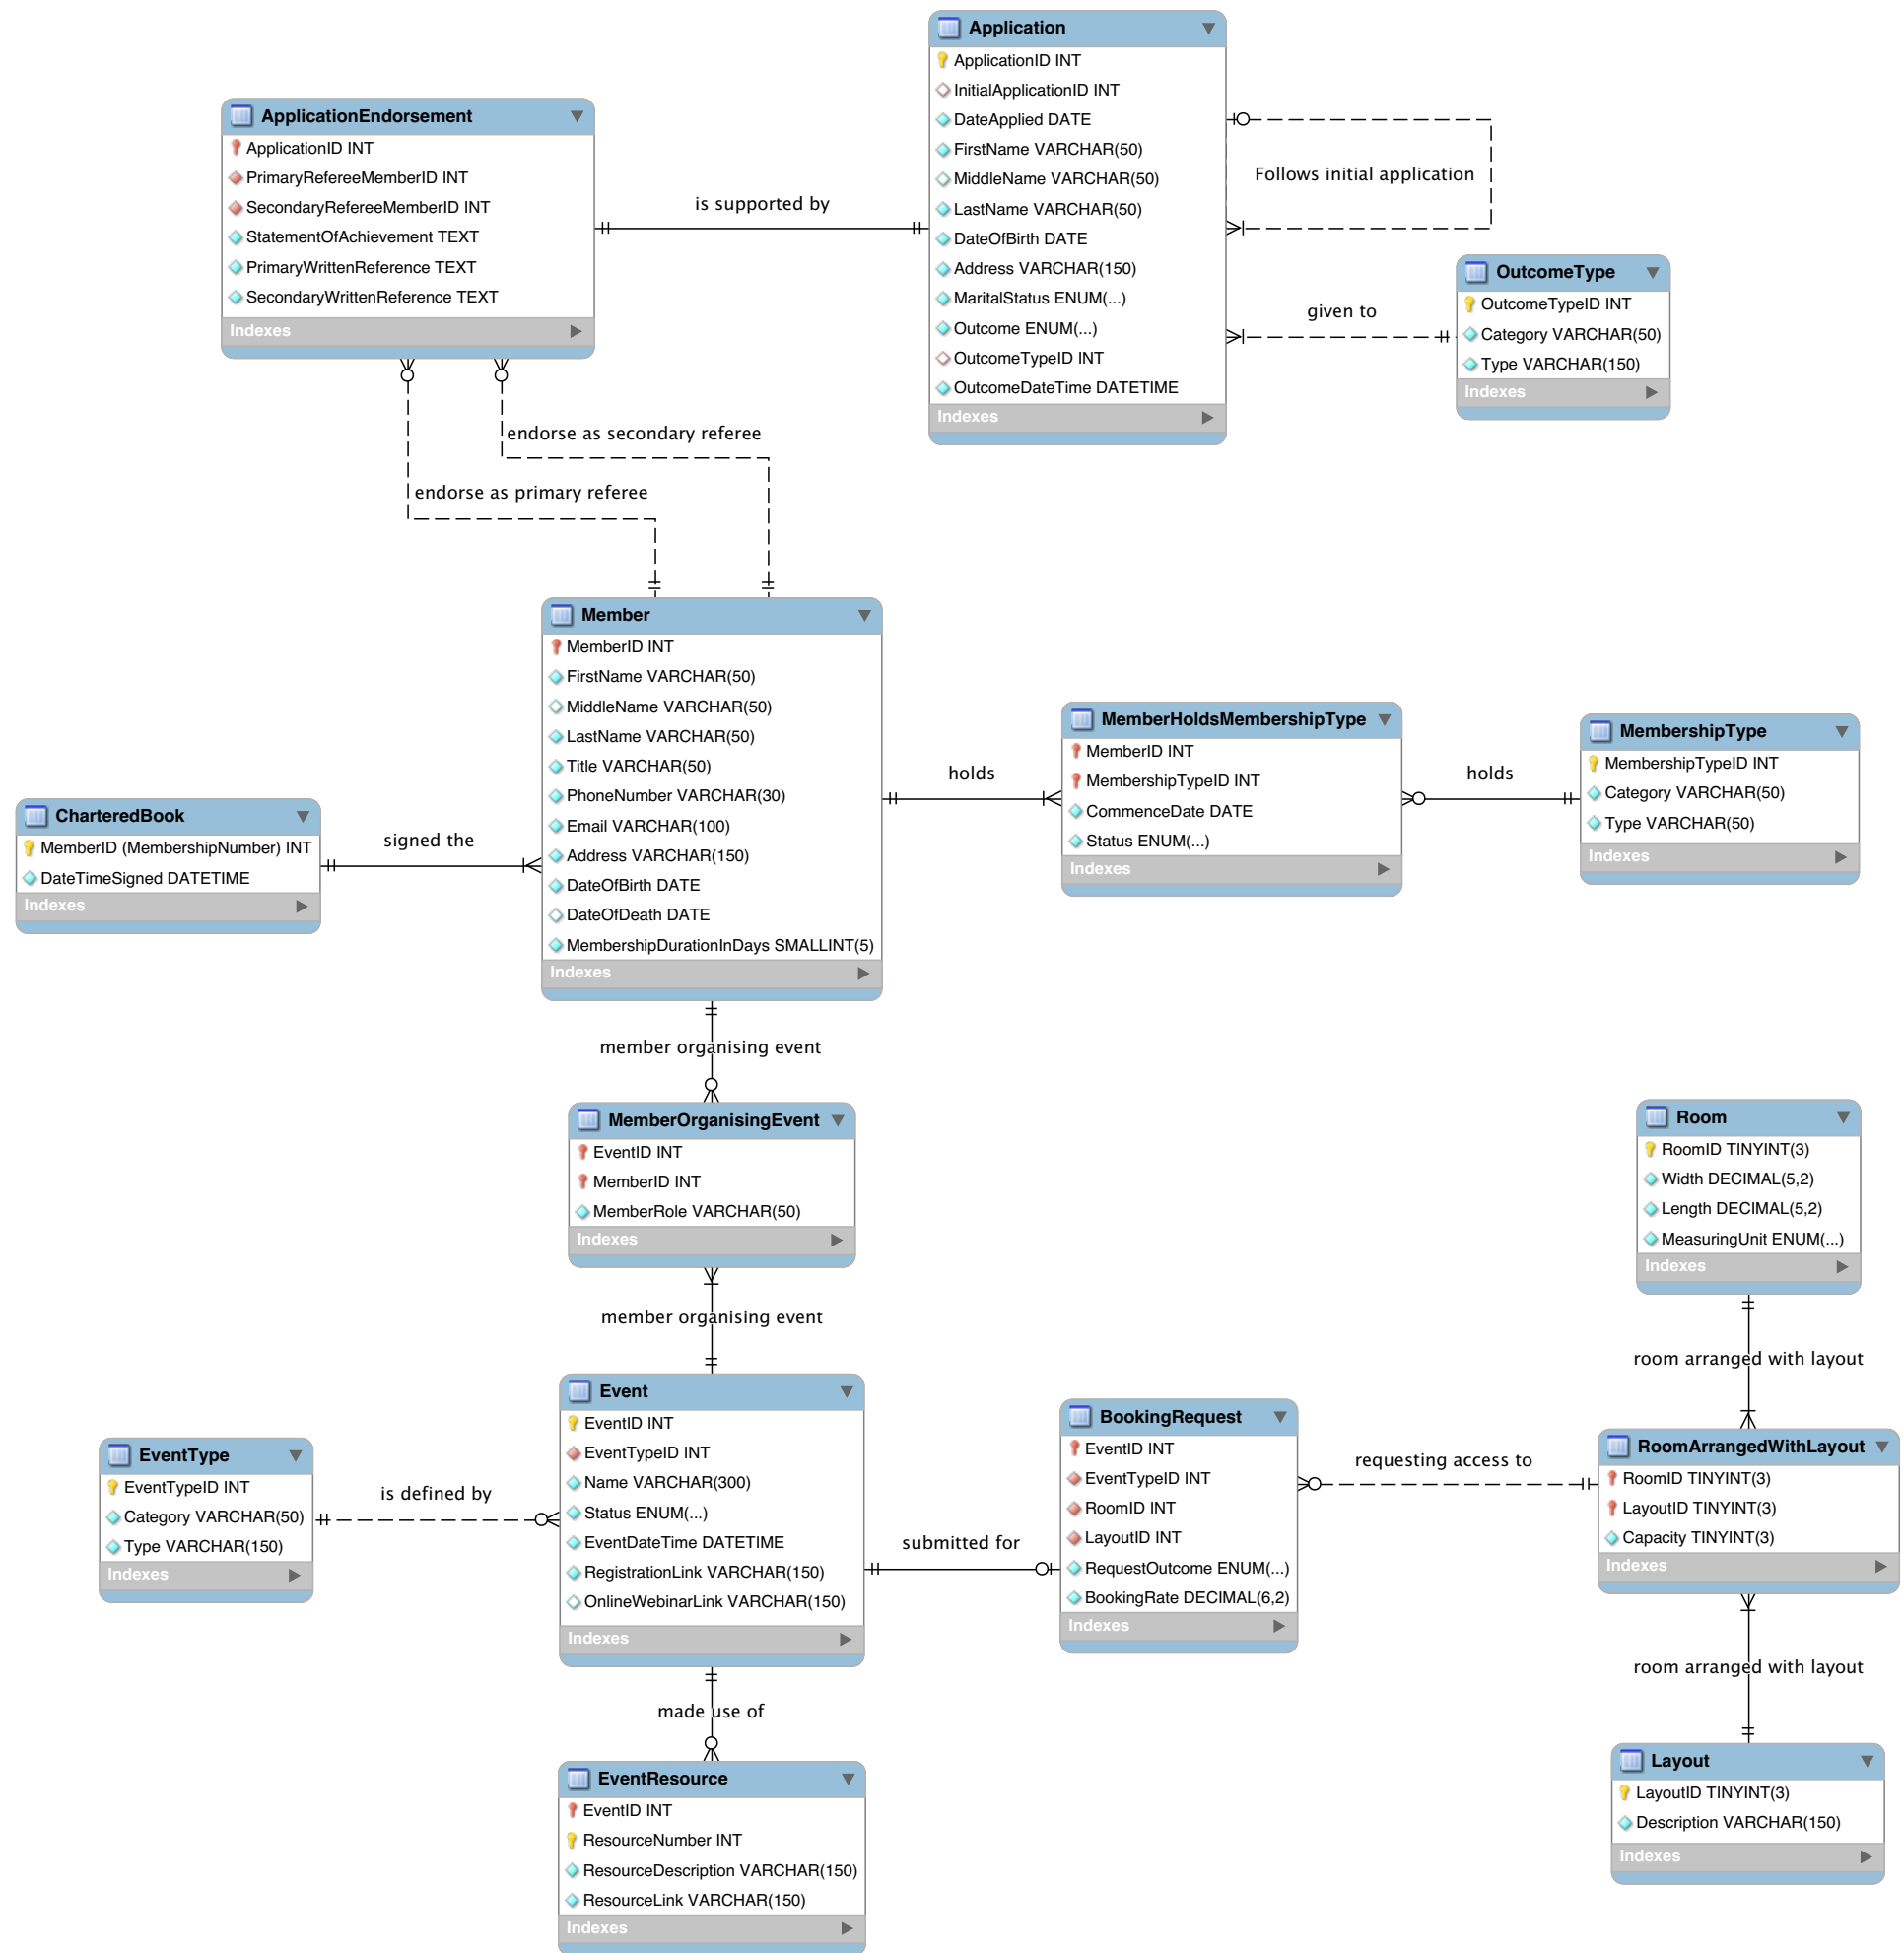 Application
ApplicationID INT
InitialApplicationID INT
DateApplied DATE
FirstName VARCHAR(50)
MiddleName VARCHAR(50)
LastName VARCHAR(50)
DateOfBirth DATE
Address VARCHAR(150)
MaritalStatus ENUM(...)
Outcome ENUM(...)
OutcomeTypeID INT
OutcomeDateTime DATETIME
Indexes
Follows initial application
ApplicationEndorsement
ApplicationID INT
PrimaryRefereeMemberID INT
SecondaryRefereeMemberID INT
StatementOfAchievement TEXT
PrimaryWrittenReference TEXT
SecondaryWrittenReference TEXT
Indexes
is supported by
OutcomeType
OutcomeTypeID INT
Category VARCHAR(50)
Type VARCHAR(150)
Indexes
given to
endorse as secondary referee
endorse as primary referee
Member
MemberID INT
FirstName VARCHAR(50)
MiddleName VARCHAR(50)
LastName VARCHAR(50)
Title VARCHAR(50)
PhoneNumber VARCHAR(30)
Email VARCHAR(100)
Address VARCHAR(150)
DateOfBirth DATE
DateOfDeath DATE
MembershipDurationInDays SMALLINT(5)
Indexes
holds
MemberHoldsMembershipType
MemberID INT
MembershipTypeID INT
CommenceDate DATE
Status ENUM(...)
Indexes
holds
MembershipType
MembershipTypeID INT
Category VARCHAR(50)
Type VARCHAR(50)
Indexes
CharteredBook
MemberID (MembershipNumber) INT
DateTimeSigned DATETIME
Indexes
signed the
member organising event
MemberOrganisingEvent
EventID INT
MemberID INT
MemberRole VARCHAR(50)
Indexes
member organising event
Room
RoomID TINYINT(3)
Width DECIMAL(5,2)
Length DECIMAL(5,2)
MeasuringUnit ENUM(...)
Indexes
room arranged with layout
Event
EventID INT
EventTypeID INT
Name VARCHAR(300)
Status ENUM(...)
EventDateTime DATETIME
RegistrationLink VARCHAR(150)
OnlineWebinarLink VARCHAR(150)
Indexes
EventType
EventTypeID INT
Category VARCHAR(50)
Type VARCHAR(150)
Indexes
is defined by
submitted for
BookingRequest
EventID INT
EventTypeID INT
RoomID INT
LayoutID INT
RequestOutcome ENUM(...)
BookingRate DECIMAL(6,2)
Indexes
requesting access to
RoomArrangedWithLayout
RoomID TINYINT(3)
LayoutID TINYINT(3)
Capacity TINYINT(3)
Indexes
room arranged with layout
made use of
EventResource
EventID INT
ResourceNumber INT
ResourceDescription VARCHAR(150)
ResourceLink VARCHAR(150)
Indexes
Layout
LayoutID TINYINT(3)
Description VARCHAR(150)
Indexes